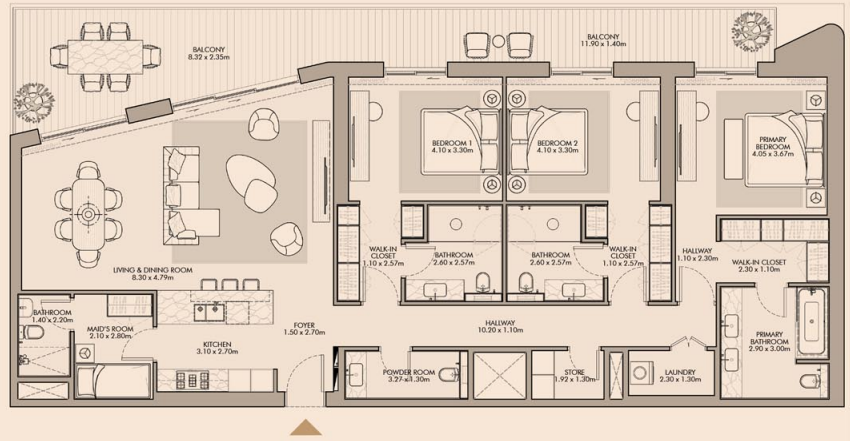 BALCONY
8.32 x 2.35m
BALCONY
11.90 x 1.40m
BEDROOM 1
4.10 x 3.30m
BEDROOM 2
4.10 x 3.30m
PRIMARY
BEDROOM
4.05 x 3.67m
LIVING & DINING ROOM
8.30 x 4.79m
WALK-IN
CLOSET
1.10 x 2.57m
BATHROOM
2.60 x 2.57m
BATHROOM
2.60 x 2.57m
WALK-IN
CLOSET
1.10 x 2.57m
HALLWAY
1.10 x 2.30m
WALK-IN CLOSET
2.30 x 1.10m
BATHROOM
1.40 x 2.20m
MAID'S ROOM
2.10 x 2.80m
KITCHEN
3.10 x 2.70m
FOYER
1.50 x 2.70m
HALLWAY
10.20 x 1.10m
PRIMARY
BATHROOM
2.90 x 3.00m
POWDER ROOM
3.27 x 1.30m
STORE
1.92 x 1.30m
LAUNDRY
2.30 x 1.30m